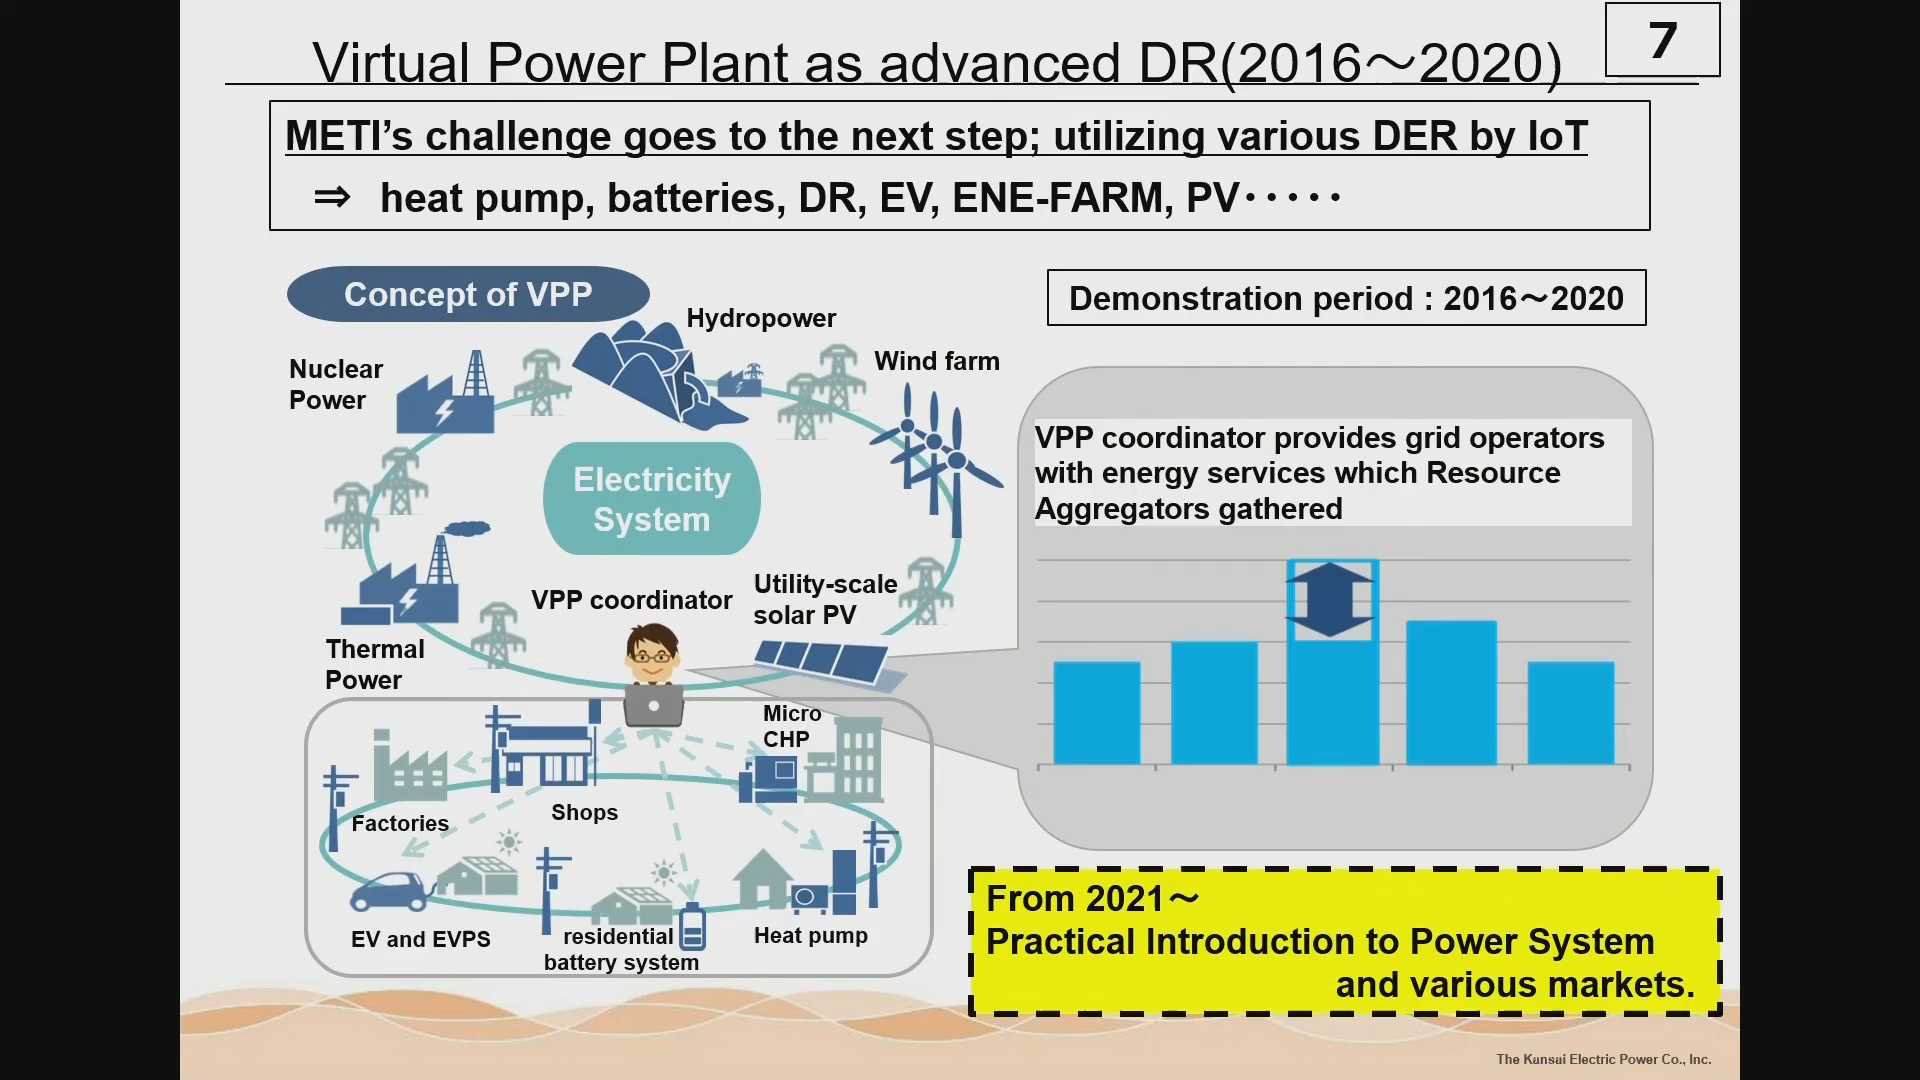 Virtual Power Plant as advanced DR(2016～2020)
7
METI’s challenge goes to the next step; utilizing various DER by IoT
⇒ heat pump, batteries, DR, EV, ENE-FARM, PV・・・・・
Concept of VPP
Demonstration period : 2016～2020
Hydropower
Wind farm
Nuclear
Power
Electricity
System
VPP coordinator
Utility-scale
solar PV
Thermal
Power
Micro
CHP
Shops
Factories
EV and EVPS
residential
battery system
Heat pump
VPP coordinator provides grid operators
with energy services which Resource
Aggregators gathered
From 2021～
Practical Introduction to Power System
and various markets.
The Kansai Electric Power Co., Inc.